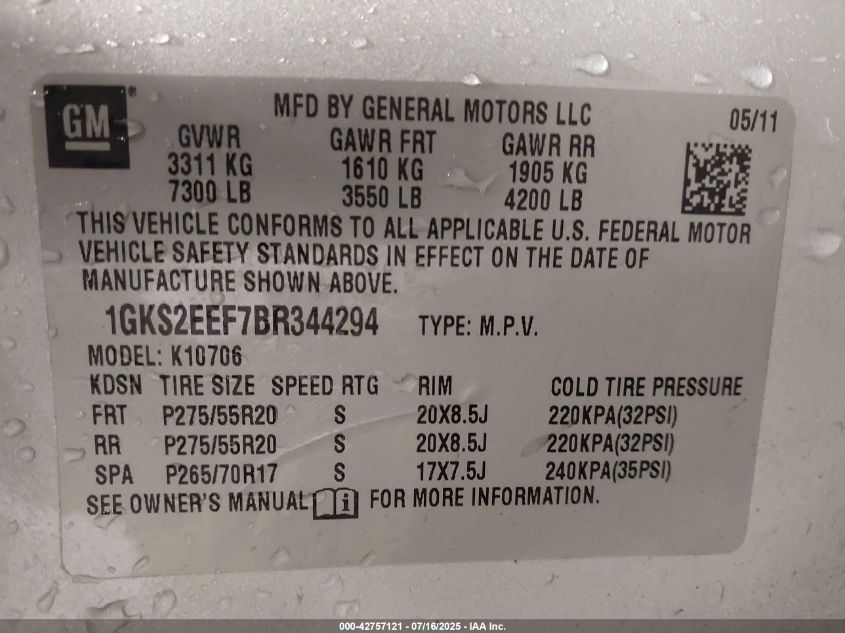 GM®
MFD BY GENERAL MOTORS LLC 05/11
GVWR GAWR FRT GAWR RR
3311 KG 1610 KG 1905 KG
7300 LB 3550 LB 4200 LB
THIS VEHICLE CONFORMS TO ALL APPLICABLE U.S. FEDERAL MOTOR
VEHICLE SAFETY STANDARDS IN EFFECT ON THE DATE OF
MANUFACTURE SHOWN ABOVE.
1GKS2EEF7BR344294 TYPE: M.P.V.
MODEL: K10706
KDSN TIRE SIZE SPEED RTG RIM COLD TIRE PRESSURE
FRT P275/55R20 S 20X8.5J 220KPA(32PSI)
RR P275/55R20 S 20X8.5J 220KPA(32PSI)
SPA P265/70R17 S 17X7.5J 240KPA(35PSI)
SEE OWNER'S MANUAL i FOR MORE INFORMATION.
000-42757121 - 07/16/2025 - IAA Inc.